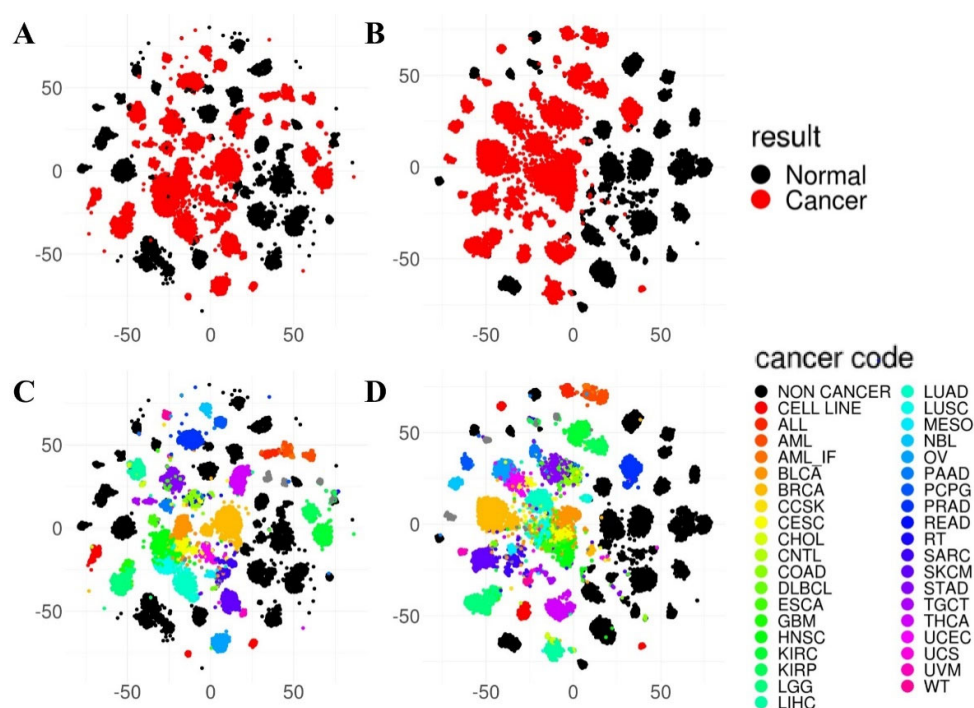 A
50
0
-50
-50
0
50
B
50
0
-50
-50
0
50
result
Normal
Cancer
C
50
0
-50
-50
0
50
D
50
0
-50
-50
0
50
cancer code
NON CANCER
CELL LINE
ALL
AML
AML_IF
BLCA
BRCA
CCSK
CESC
CHOL
CNTL
COAD
DLBCL
ESCA
GBM
HNSC
KIRC
KIRP
LGG
LIHC
LUAD
LUSC
MESO
NBL
OV
PAAD
PCPG
PRAD
READ
RT
SARC
SKCM
STAD
TGCT
THCA
UCEC
UCS
UVM
WT